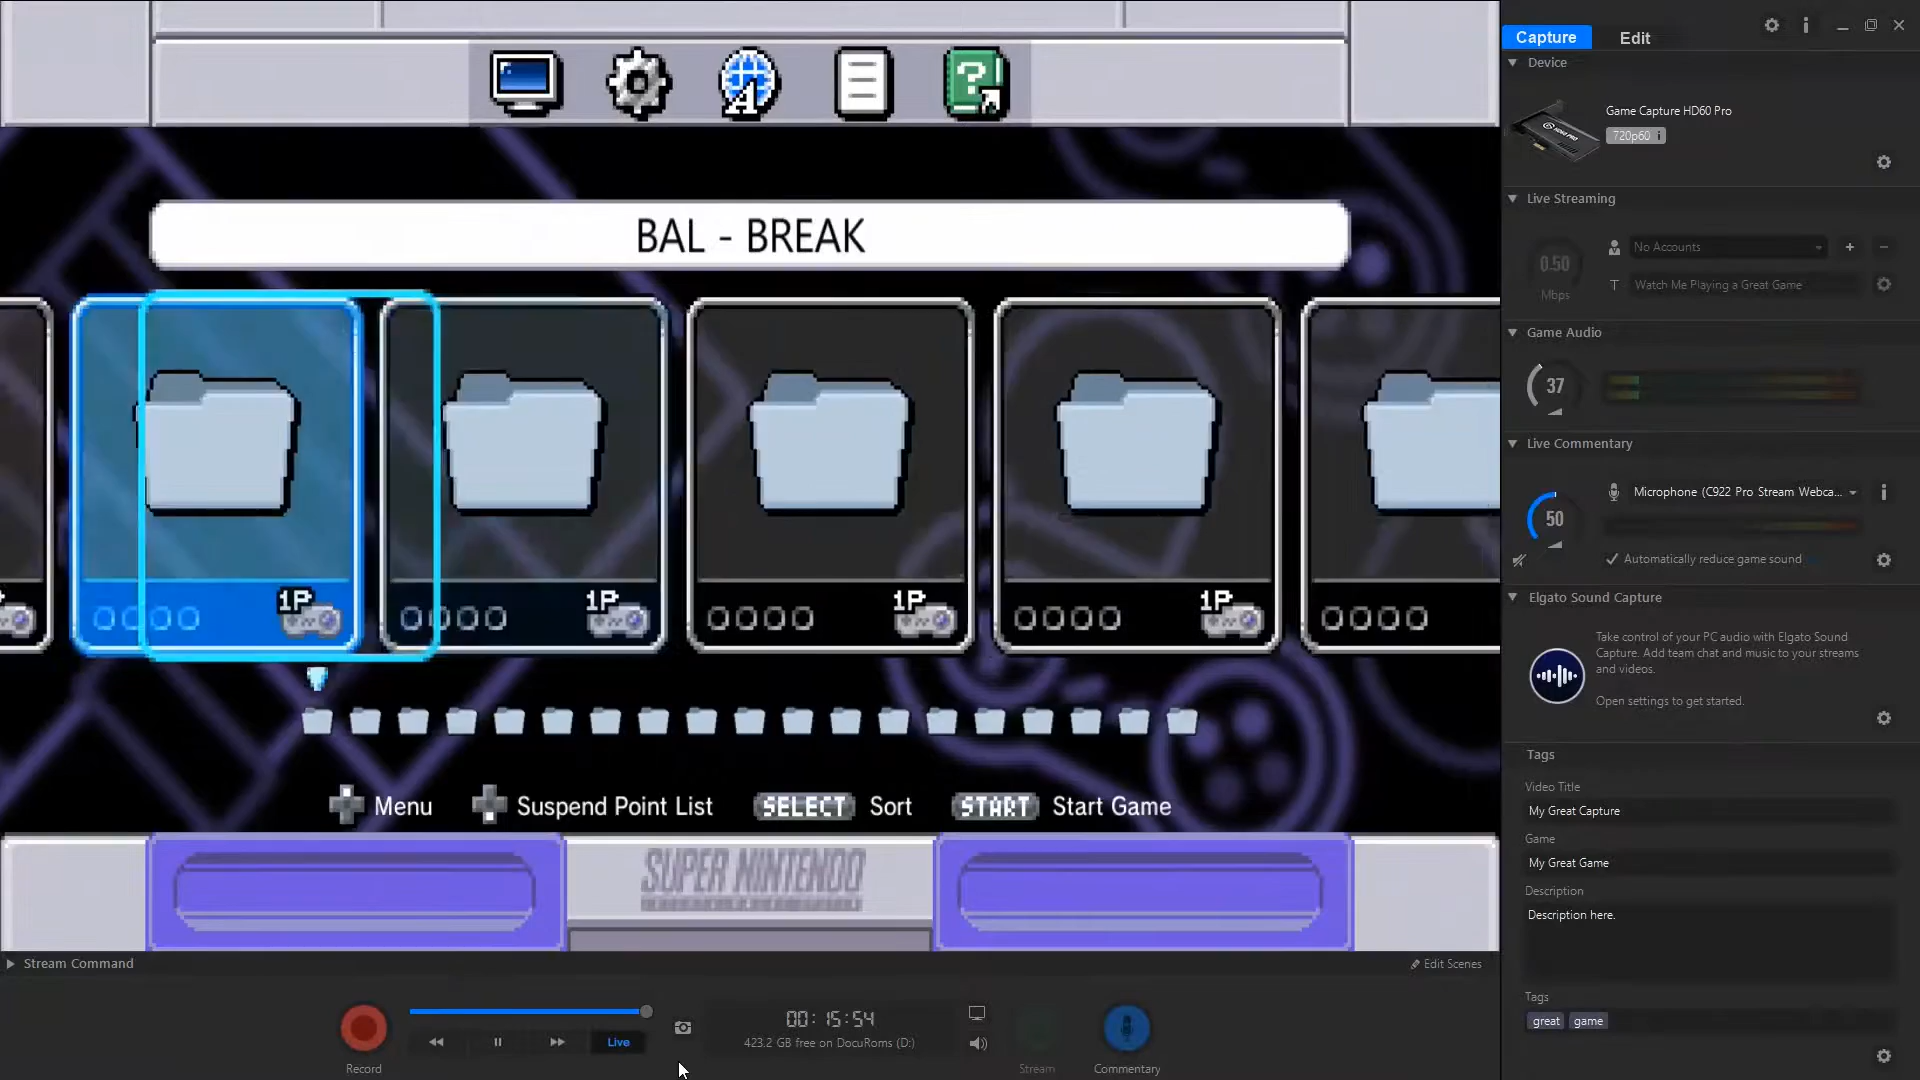 Capture Edit
Device
Game Capture HD60 Pro
720p60 i
BAL - BREAK
Live Streaming
No Accounts
0.50
Mbps
T Watch Me Playing a Great Game
Game Audio
37
Live Commentary
Microphone (C922 Pro Stream Webca...
50
Automatically reduce game sound
Elgato Sound Capture
Take control of your PC audio with Elgato Sound
Capture. Add team chat and music to your streams
and videos.
Open settings to get started.
1P 1P 1P 1P
Menu Suspend Point List SELECT Sort START Start Game
SUPER NINTENDO
Tags
Video Title
My Great Capture
Game
My Great Game
Description
Description here.
Tags
great game
Stream Command Edit Scenes
00:15:54
Live 423.2 GB free on DocuRoms (D:)
Record Stream Commentary